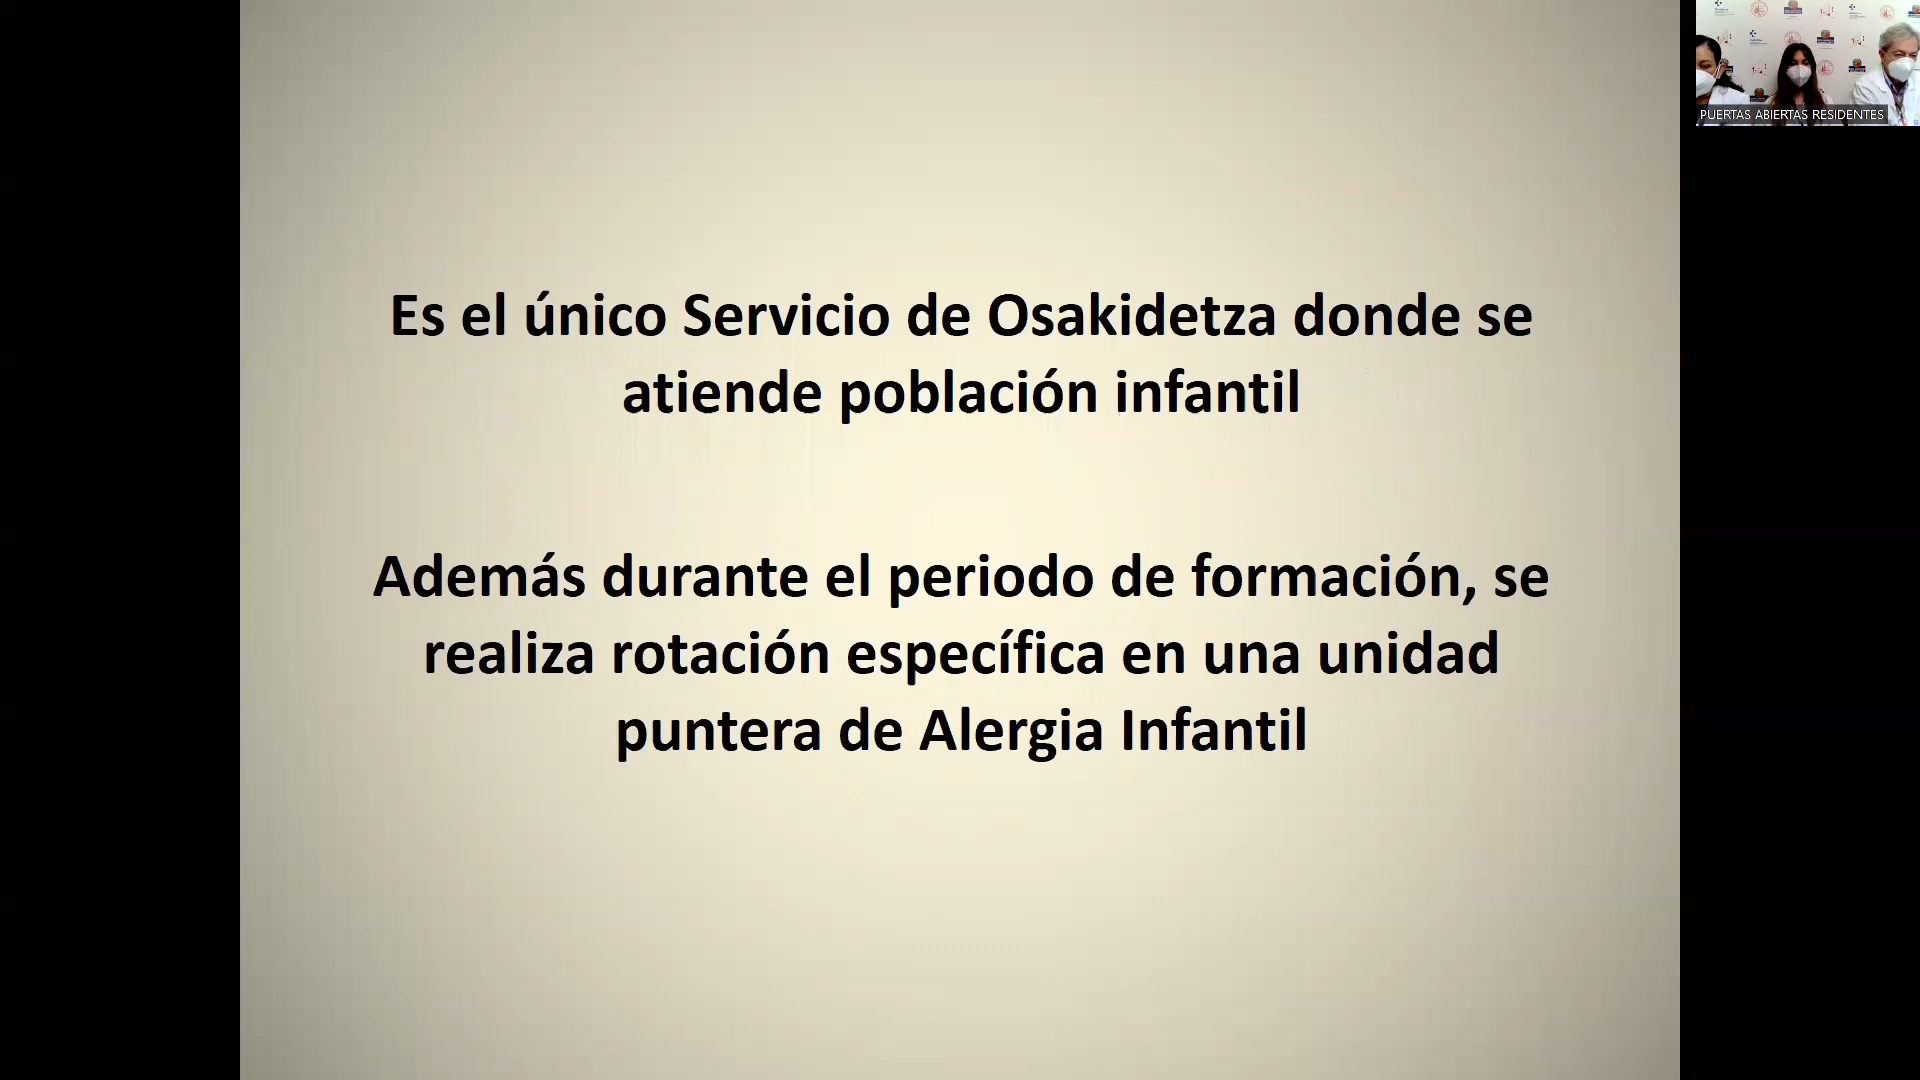 Es el único Servicio de Osakidetza donde se
atiende población infantil
Además durante el periodo de formación, se
realiza rotación específica en una unidad
puntera de Alergia Infantil
PUERTAS ABIERTAS RESIDENTES